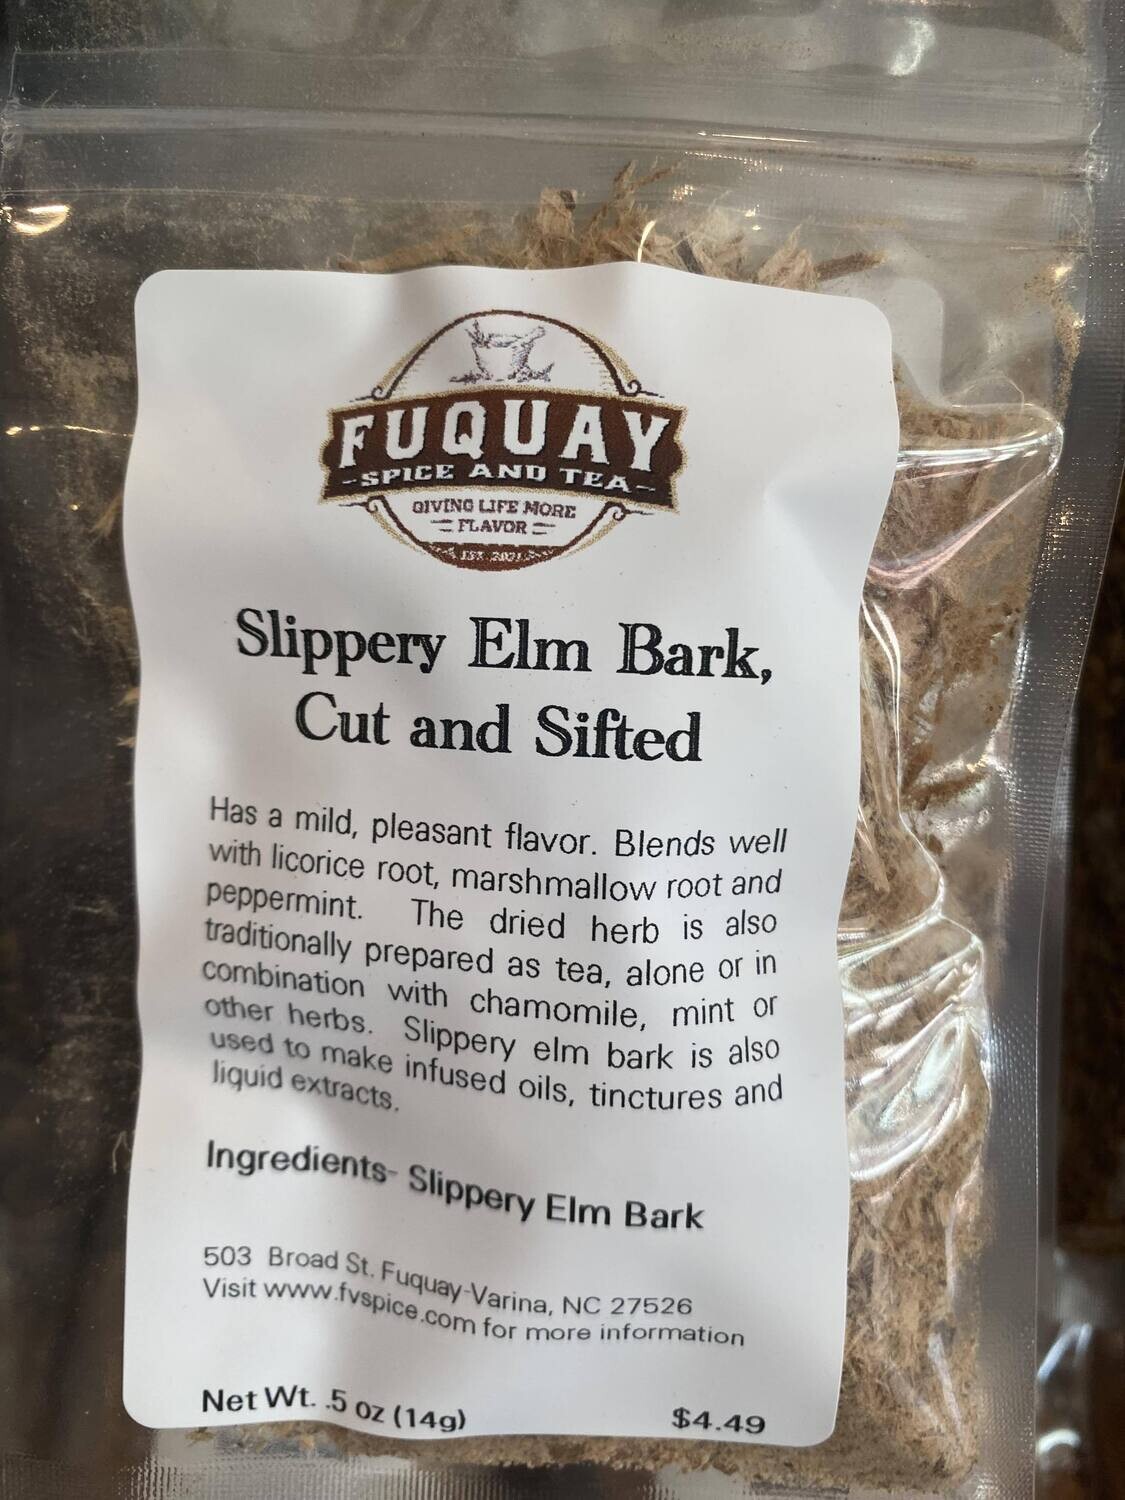 FUQUAY
-SPICE AND TEA-
GIVING LIFE MORE
FLAVOR
EST. 2021
Slippery Elm Bark,
Cut and Sifted
Has a mild, pleasant flavor. Blends well
with licorice root, marshmallow root and
peppermint. The dried herb is also
traditionally prepared as tea, alone or in
combination with chamomile, mint or
other herbs. Slippery elm bark is also
used to make infused oils, tinctures and
liquid extracts.
Ingredients- Slippery Elm Bark
503 Broad St. Fuquay-Varina, NC 27526
Visit www.fvspice.com for more information
Net Wt. .5 oz (14g) $4.49